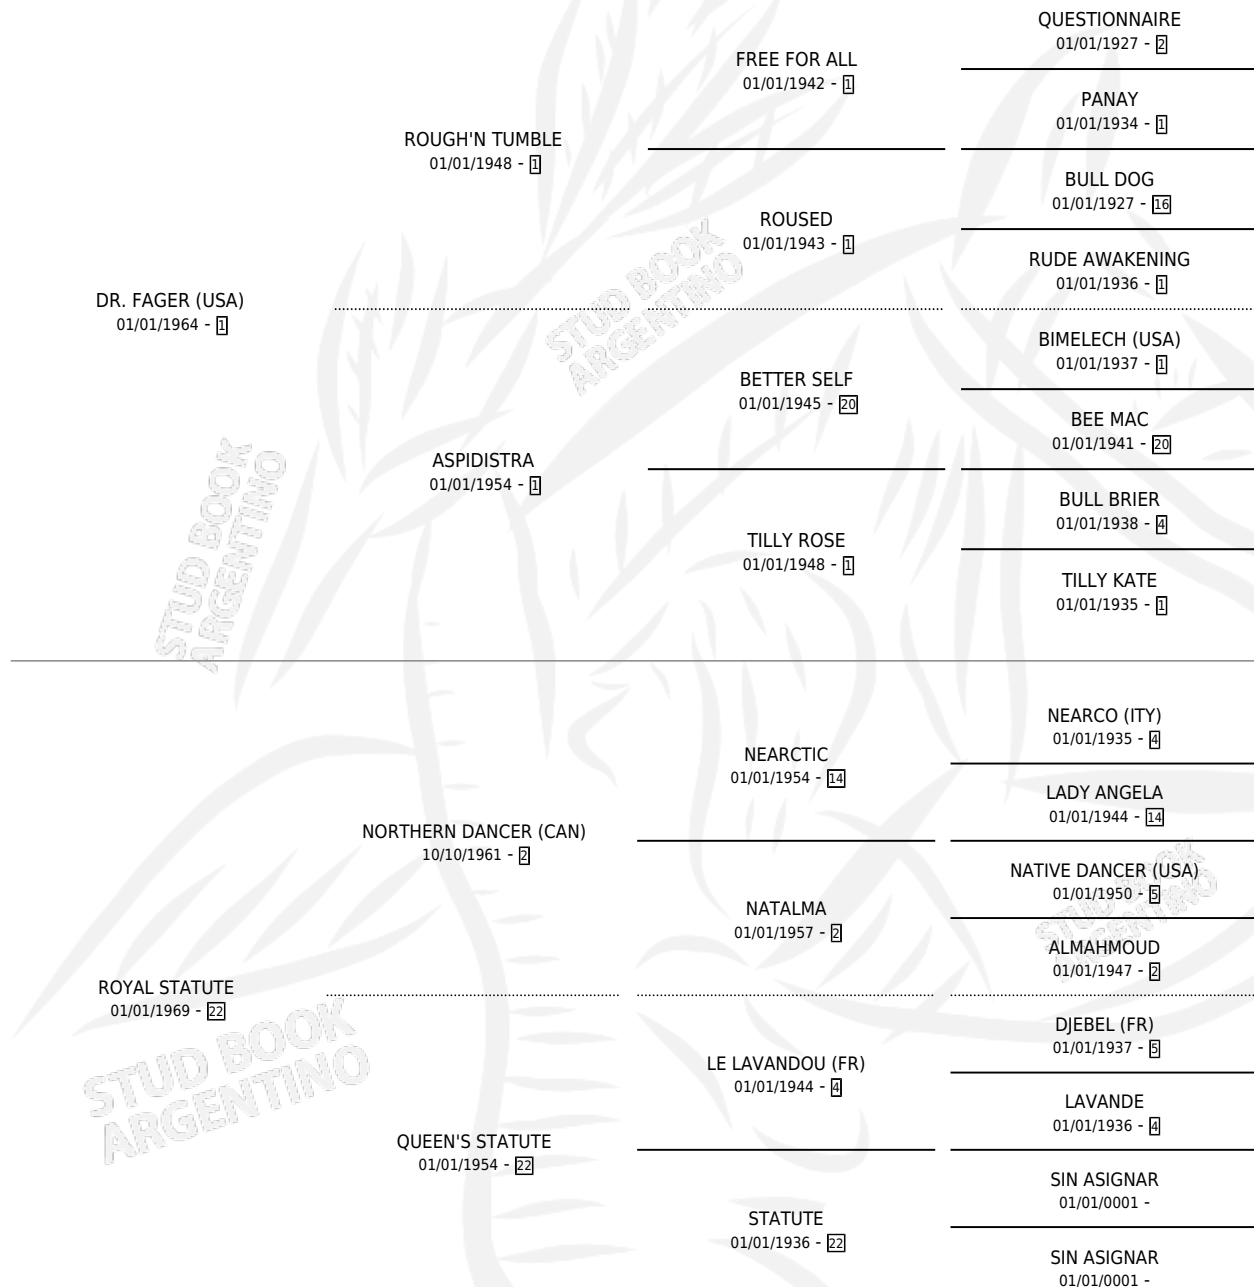 QUESTIONNAIRE
01/01/1927 - 2
FREE FOR ALL
01/01/1942 - 1
PANAY
01/01/1934 - 1
ROUGH'N TUMBLE
01/01/1948 - 1
BULL DOG
01/01/1927 - 16
ROUSED
01/01/1943 - 1
RUDE AWAKENING
01/01/1936 - 1
DR. FAGER (USA)
01/01/1964 - 1
BIMELECH (USA)
01/01/1937 - 1
BETTER SELF
01/01/1945 - 20
BEE MAC
01/01/1941 - 20
ASPIDISTRA
01/01/1954 - 1
BULL BRIER
01/01/1938 - 4
TILLY ROSE
01/01/1948 - 1
TILLY KATE
01/01/1935 - 1
NEARCO (ITY)
01/01/1935 - 4
NEARCTIC
01/01/1954 - 14
LADY ANGELA
01/01/1944 - 14
NORTHERN DANCER (CAN)
10/10/1961 - 2
NATIVE DANCER (USA)
01/01/1950 - 5
NATALMA
01/01/1957 - 2
ALMAHMOUD
01/01/1947 - 2
ROYAL STATUTE
01/01/1969 - 22
DJEBEL (FR)
01/01/1937 - 5
LE LAVANDOU (FR)
01/01/1944 - 4
LAVANDE
01/01/1936 - 4
QUEEN'S STATUTE
01/01/1954 - 22
SIN ASIGNAR
01/01/0001 -
STATUTE
01/01/1936 - 22
SIN ASIGNAR
01/01/0001 -
STUD BOOK
ARGENTINO
STUD BOOK
ARGENTINO
STUD BOOK
ARGENTINO
STUD BOOK
ARGENTINO